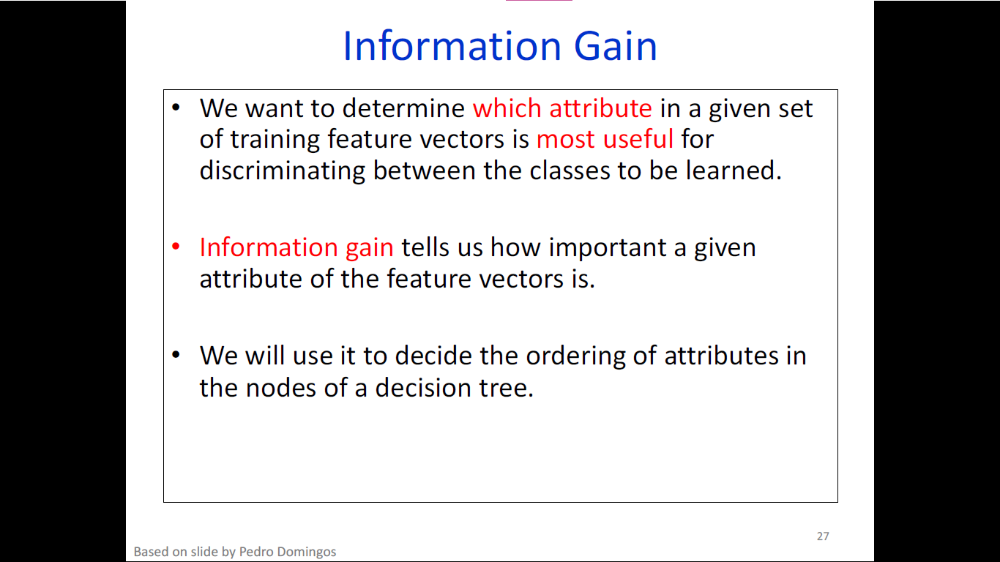 Information Gain
• We want to determine which attribute in a given set
of training feature vectors is most useful for
discriminating between the classes to be learned.
• Information gain tells us how important a given
attribute of the feature vectors is.
• We will use it to decide the ordering of attributes in
the nodes of a decision tree.
27
Based on slide by Pedro Domingos